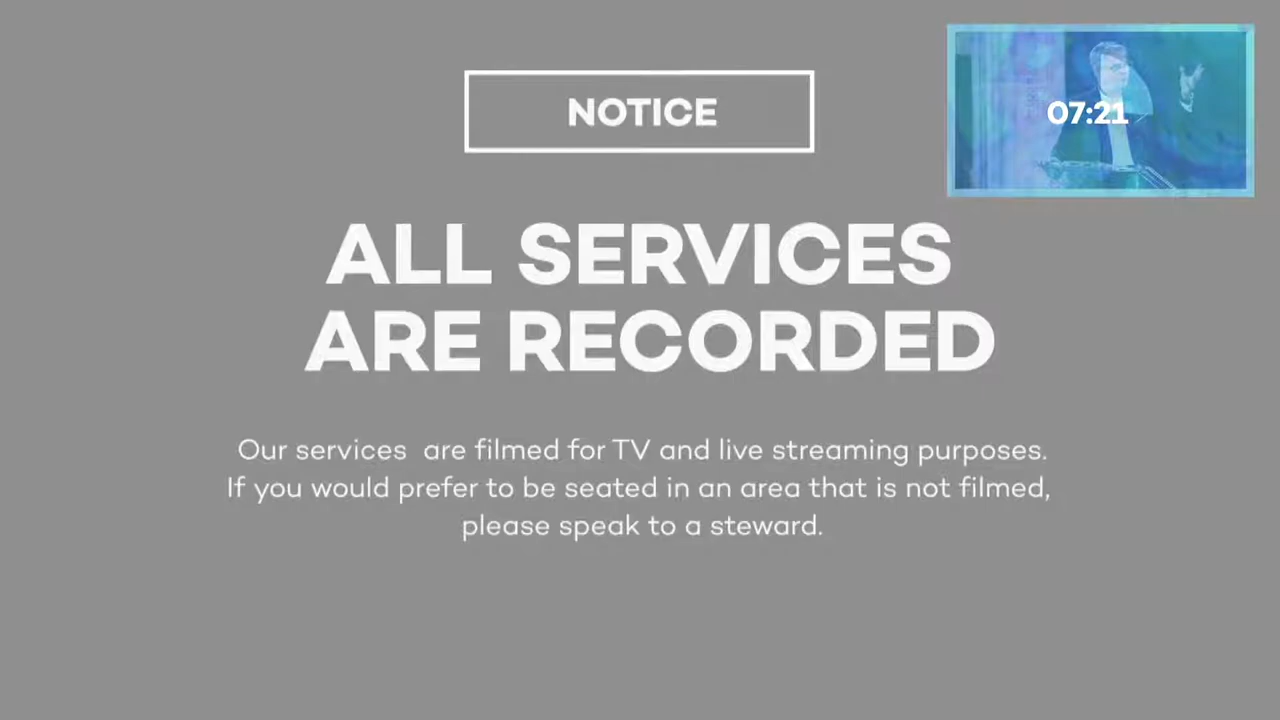 NOTICE
07:21
ALL SERVICES
ARE RECORDED
Our services  are filmed for TV and live streaming purposes.
If you would prefer to be seated in an area that is not filmed,
please speak to a steward.